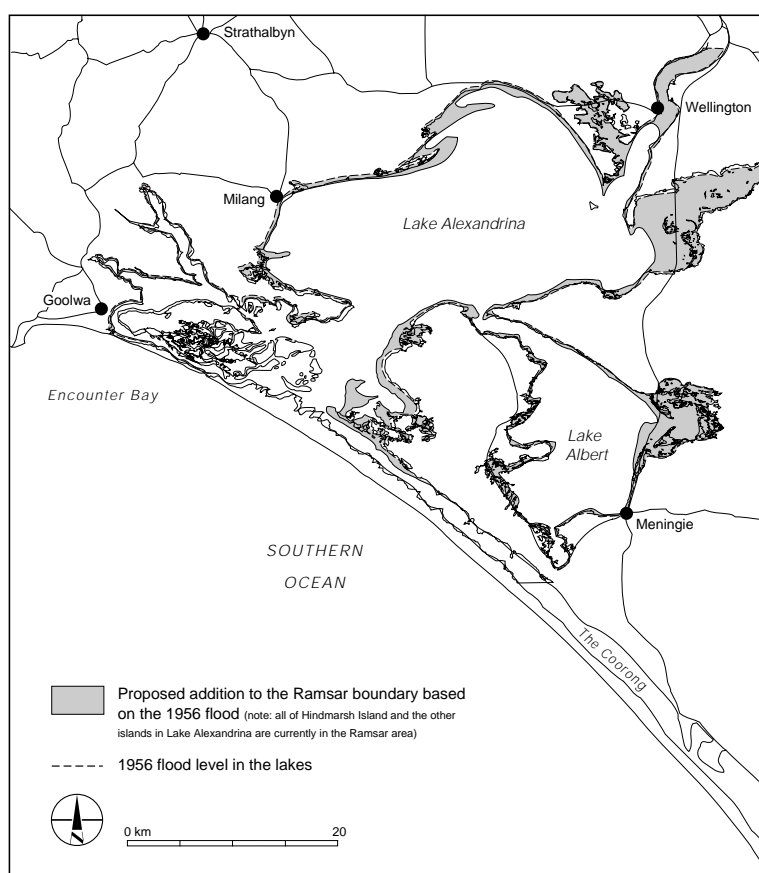 Strathalbyn
Wellington
Milang
Lake Alexandrina
Goolwa
Encounter Bay
Lake
Albert
Meningie
SOUTHERN
OCEAN
The Coorong
Proposed addition to the Ramsar boundary based
on the 1956 flood (note: all of Hindmarsh Island and the other
islands in Lake Alexandrina are currently in the Ramsar area)
1956 flood level in the lakes
N
0 km 20